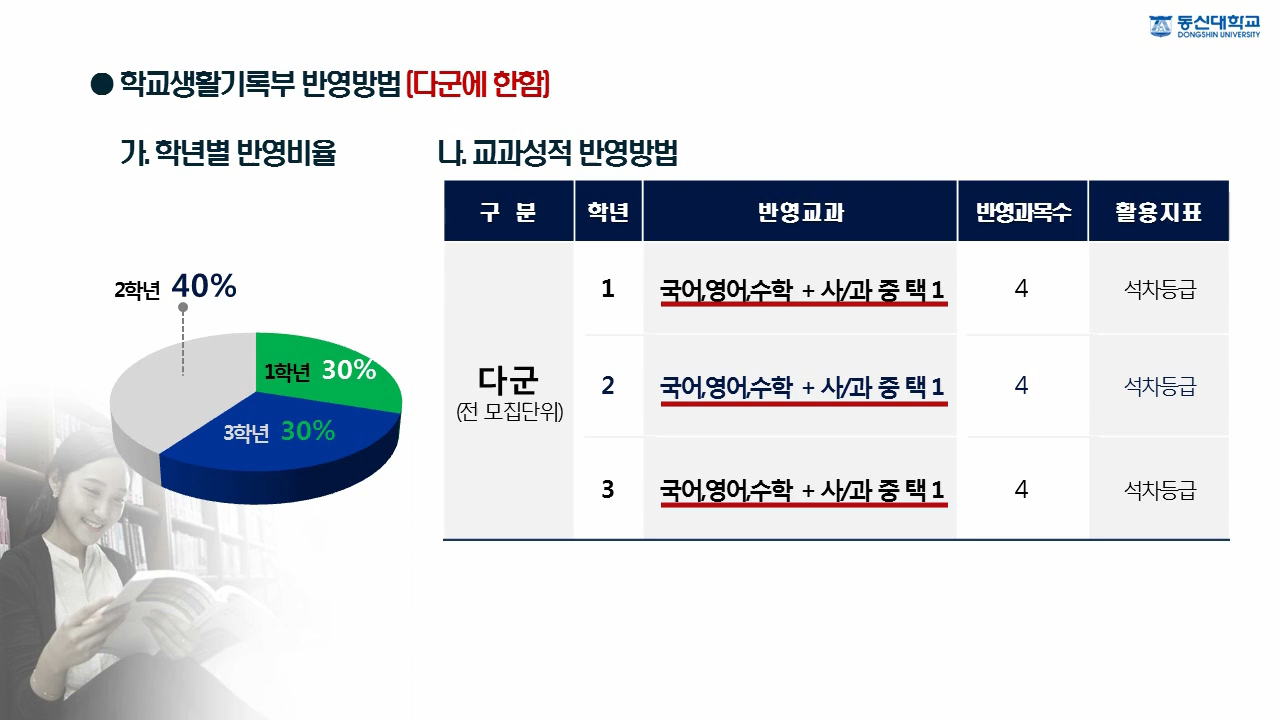 동신대학교
DONGSHIN UNIVERSITY
● 학교생활기록부 반영방법 (다군에 한함)
가. 학년별 반영비율
2학년 40%
1학년 30%
3학년 30%
나. 교과성적 반영방법
구 분 학년 반영교과 반영과목수 활용지표
1 국어,영어,수학 + 사/과 중 택1 4 석차등급
다군
(전 모집단위)
2 국어,영어,수학 + 사/과 중 택1 4 석차등급
3 국어,영어,수학 + 사/과 중 택1 4 석차등급